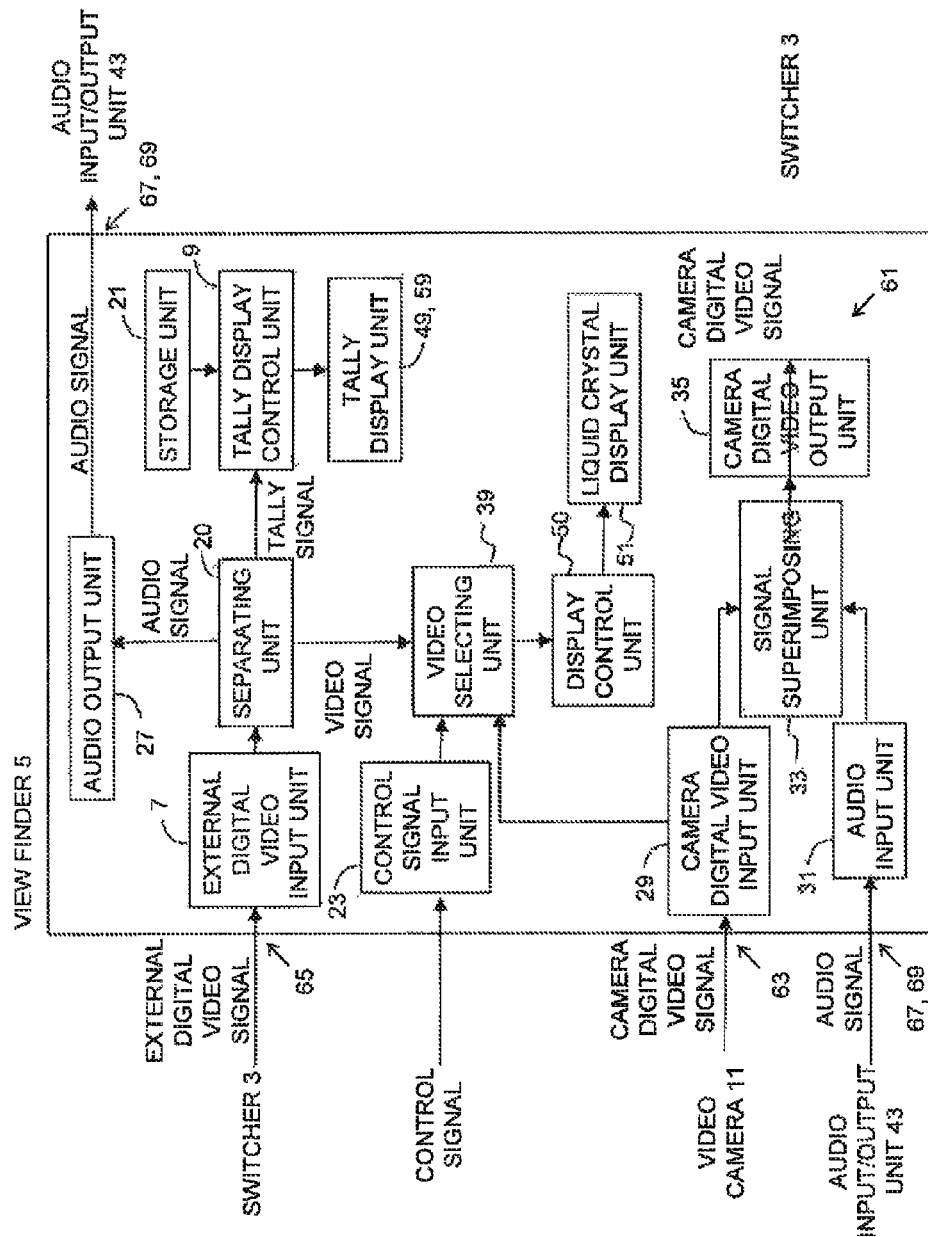 VIEW FINDER 5
AUDIO
INPUT/OUTPUT
UNIT 43
67, 69
AUDIO SIGNAL
AUDIO OUTPUT UNIT
27
AUDIO
SIGNAL
STORAGE UNIT
21
SWITCHER 3
EXTERNAL
DIGITAL
VIDEO
SIGNAL
65
7
EXTERNAL
DIGITAL
VIDEO
INPUT UNIT
SEPARATING
UNIT
20
TALLY
SIGNAL
TALLY DISPLAY
CONTROL UNIT
9
TALLY
DISPLAY UNIT
49, 59
VIDEO
SIGNAL
CONTROL
SIGNAL
23
CONTROL
SIGNAL
INPUT
UNIT
VIDEO
SELECTING
UNIT
39
DISPLAY
CONTROL
UNIT
50
LIQUID CRYSTAL
DISPLAY UNIT
51
VIDEO
CAMERA 11
CAMERA
DIGITAL
VIDEO
SIGNAL
63
29
CAMERA
DIGITAL VIDEO
INPUT UNIT
SIGNAL
SUPERIMPOSING
UNIT
33
35
CAMERA
DIGITAL
VIDEO
OUTPUT
UNIT
CAMERA
DIGITAL
VIDEO
SIGNAL
61
SWITCHER 3
AUDIO
INPUT/OUTPUT
UNIT 43
AUDIO
SIGNAL
67, 69
31
AUDIO
INPUT UNIT